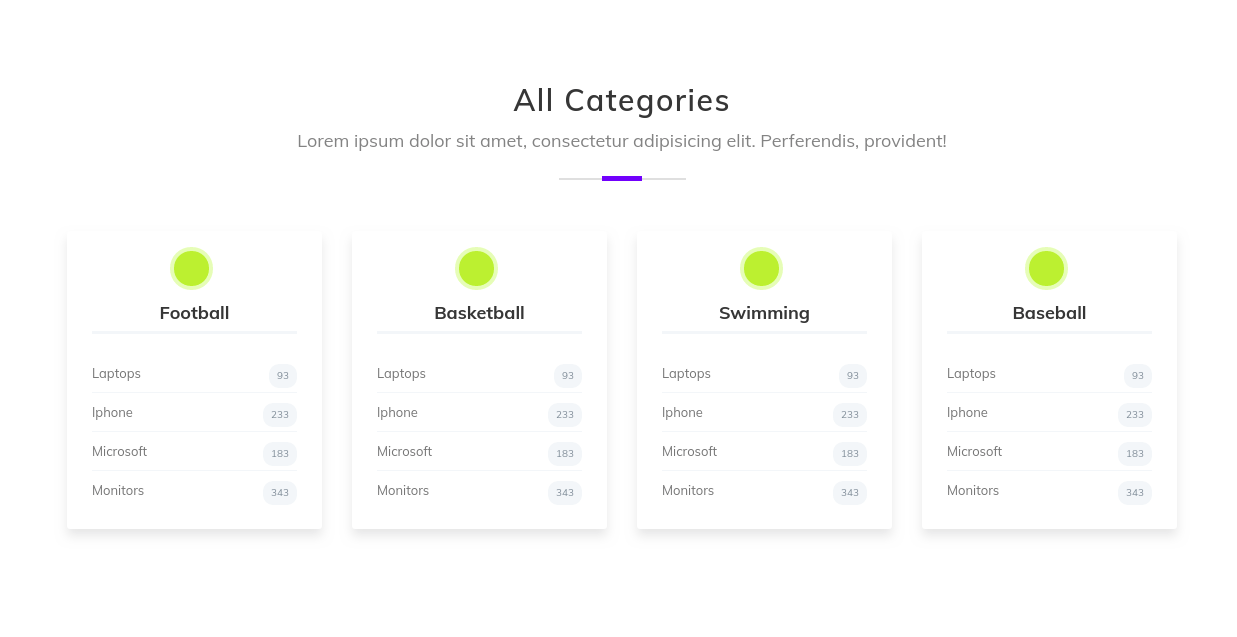 All Categories
Lorem ipsum dolor sit amet, consectetur adipisicing elit. Perferendis, provident!
Football
Laptops 93
Iphone 233
Microsoft 183
Monitors 343
Basketball
Laptops 93
Iphone 233
Microsoft 183
Monitors 343
Swimming
Laptops 93
Iphone 233
Microsoft 183
Monitors 343
Baseball
Laptops 93
Iphone 233
Microsoft 183
Monitors 343